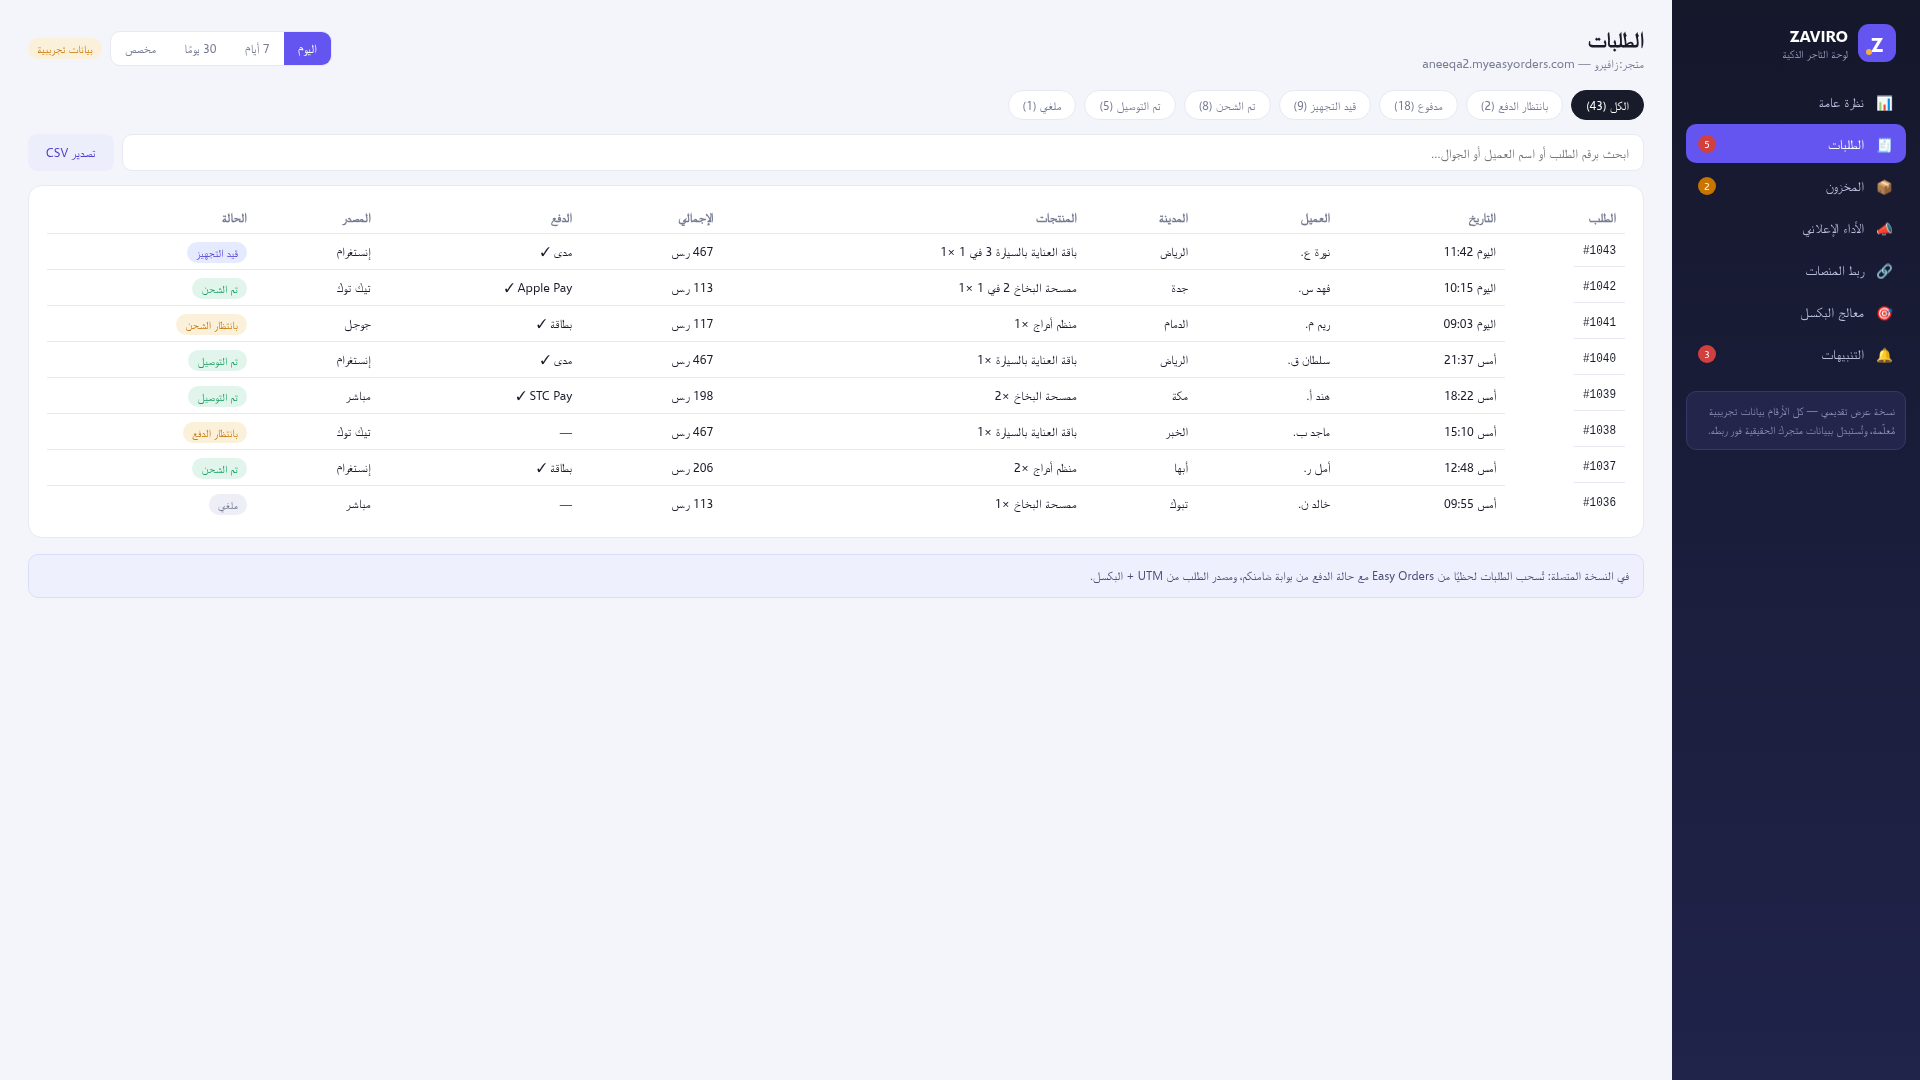 ZAVIRO
لوحة التاجر الذكية
نظرة عامة
الطلبات 5
المخزون 2
الأداء الإعلاني
ربط المنصات
معالج البكسل
التنبيهات 3
نسخة عرض تقديمي — كل الأرقام بيانات تجريبية
مُعلّمة، وتُستبدل ببيانات متجرك الحقيقية فور ربطه.
الطلبات
متجر:زافيرو — aneeqa2.myeasyorders.com
اليوم 7 أيام 30 يومًا مخصص بيانات تجريبية
الكل (43) بانتظار الدفع (2) مدفوع (18) قيد التجهيز (9) تم الشحن (8) تم التوصيل (5) ملغي (1)
ابحث برقم الطلب أو اسم العميل أو الجوال... تصدير CSV
الطلب التاريخ العميل المدينة المنتجات الإجمالي الدفع المصدر الحالة
#1043 اليوم 11:42 نورة ع. الرياض باقة العناية بالسيارة 3 في 1 ×1 467 ر.س مدى ✓ إنستغرام قيد التجهيز
#1042 اليوم 10:15 فهد س. جدة ممسحة البخاخ 2 في 1 ×1 113 ر.س Apple Pay ✓ تيك توك تم الشحن
#1041 اليوم 09:03 ريم م. الدمام منظم أدراج ×1 117 ر.س بطاقة ✓ جوجل بانتظار الشحن
#1040 أمس 21:37 سلطان ق. الرياض باقة العناية بالسيارة ×1 467 ر.س مدى ✓ إنستغرام تم التوصيل
#1039 أمس 18:22 هند أ. مكة ممسحة البخاخ ×2 198 ر.س STC Pay ✓ مباشر تم التوصيل
#1038 أمس 15:10 ماجد ب. الخبر باقة العناية بالسيارة ×1 467 ر.س — تيك توك بانتظار الدفع
#1037 أمس 12:48 أمل ر. أبها منظم أدراج ×2 206 ر.س بطاقة ✓ إنستغرام تم الشحن
#1036 أمس 09:55 خالد ن. تبوك ممسحة البخاخ ×1 113 ر.س — مباشر ملغي
في النسخة المتصلة: تُسحب الطلبات لحظيًا من Easy Orders مع حالة الدفع من بوابة ضامنكم، ومصدر الطلب من UTM + البكسل.